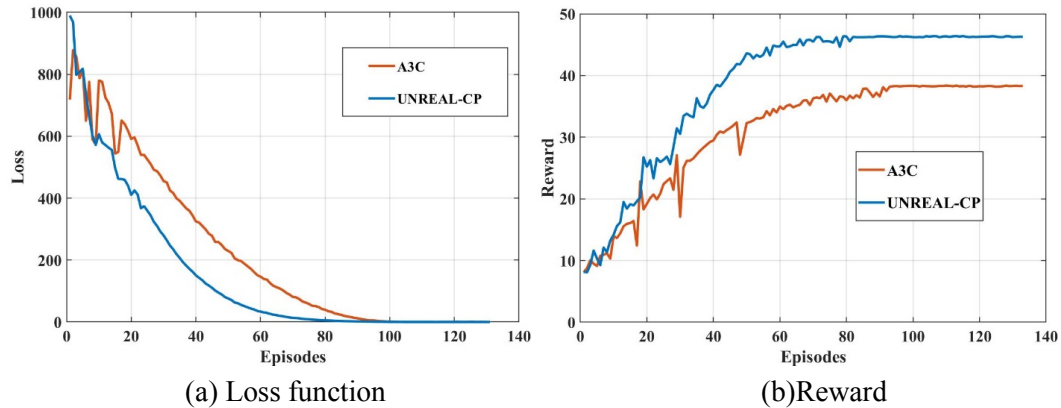 1000
800
600
400
200
0
Loss
A3C
UNREAL-CP
0 20 40 60 80 100 120 140
Episodes
(a) Loss function
50
40
30
20
10
0
Reward
A3C
UNREAL-CP
0 20 40 60 80 100 120 140
Episodes
(b)Reward